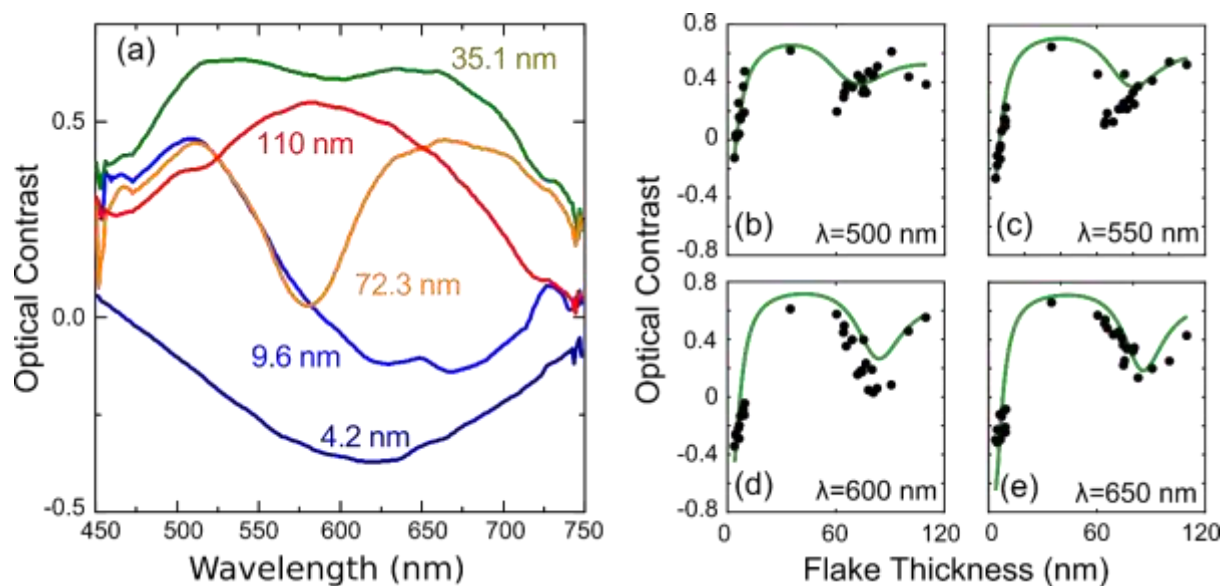 (a)
35.1 nm
110 nm
72.3 nm
9.6 nm
4.2 nm
0.5
0.0
-0.5
Optical Contrast
450 500 550 600 650 700 750
Wavelength (nm)
0.8
0.4
0
-0.4
-0.8
(b) λ=500 nm
(c) λ=550 nm
0.8
0.4
0
-0.4
-0.8
(d) λ=600 nm
(e) λ=650 nm
Optical Contrast
0 60 120
0 60 120
Flake Thickness (nm)